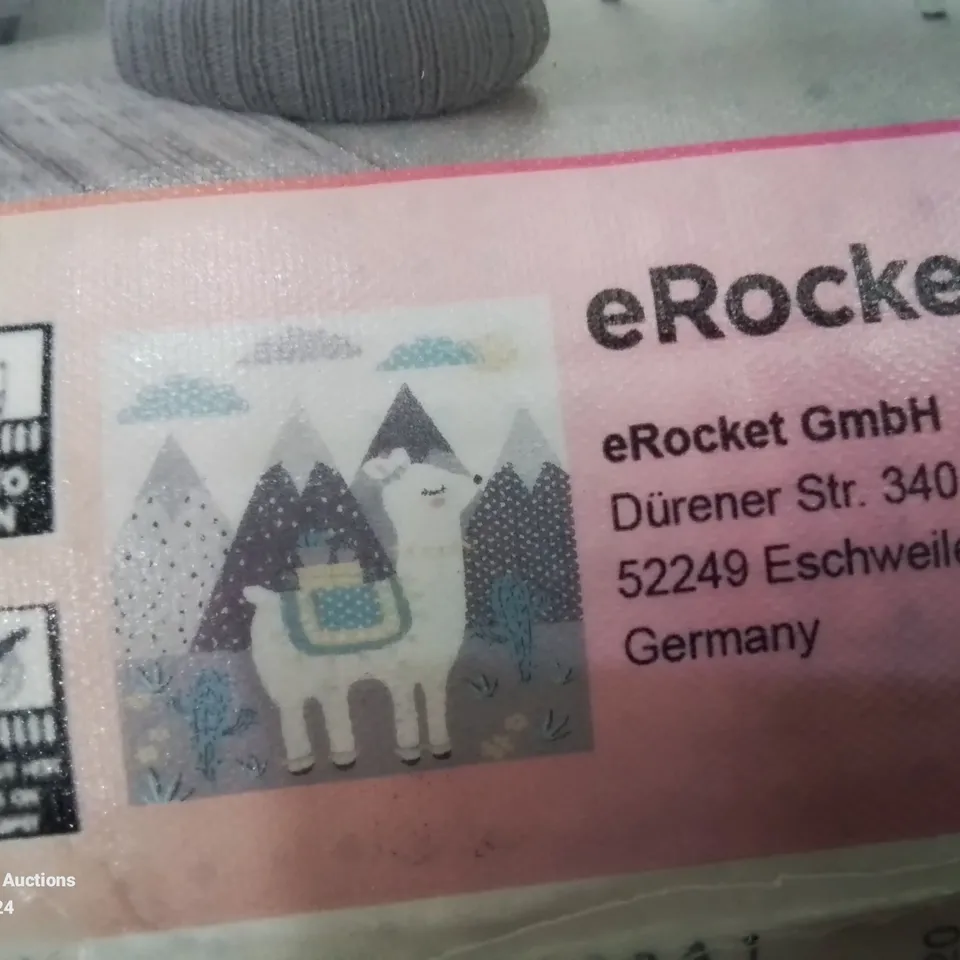 eRocke
eRocket GmbH
Dürener Str. 340
52249 Eschweile
Germany
Auctions
24